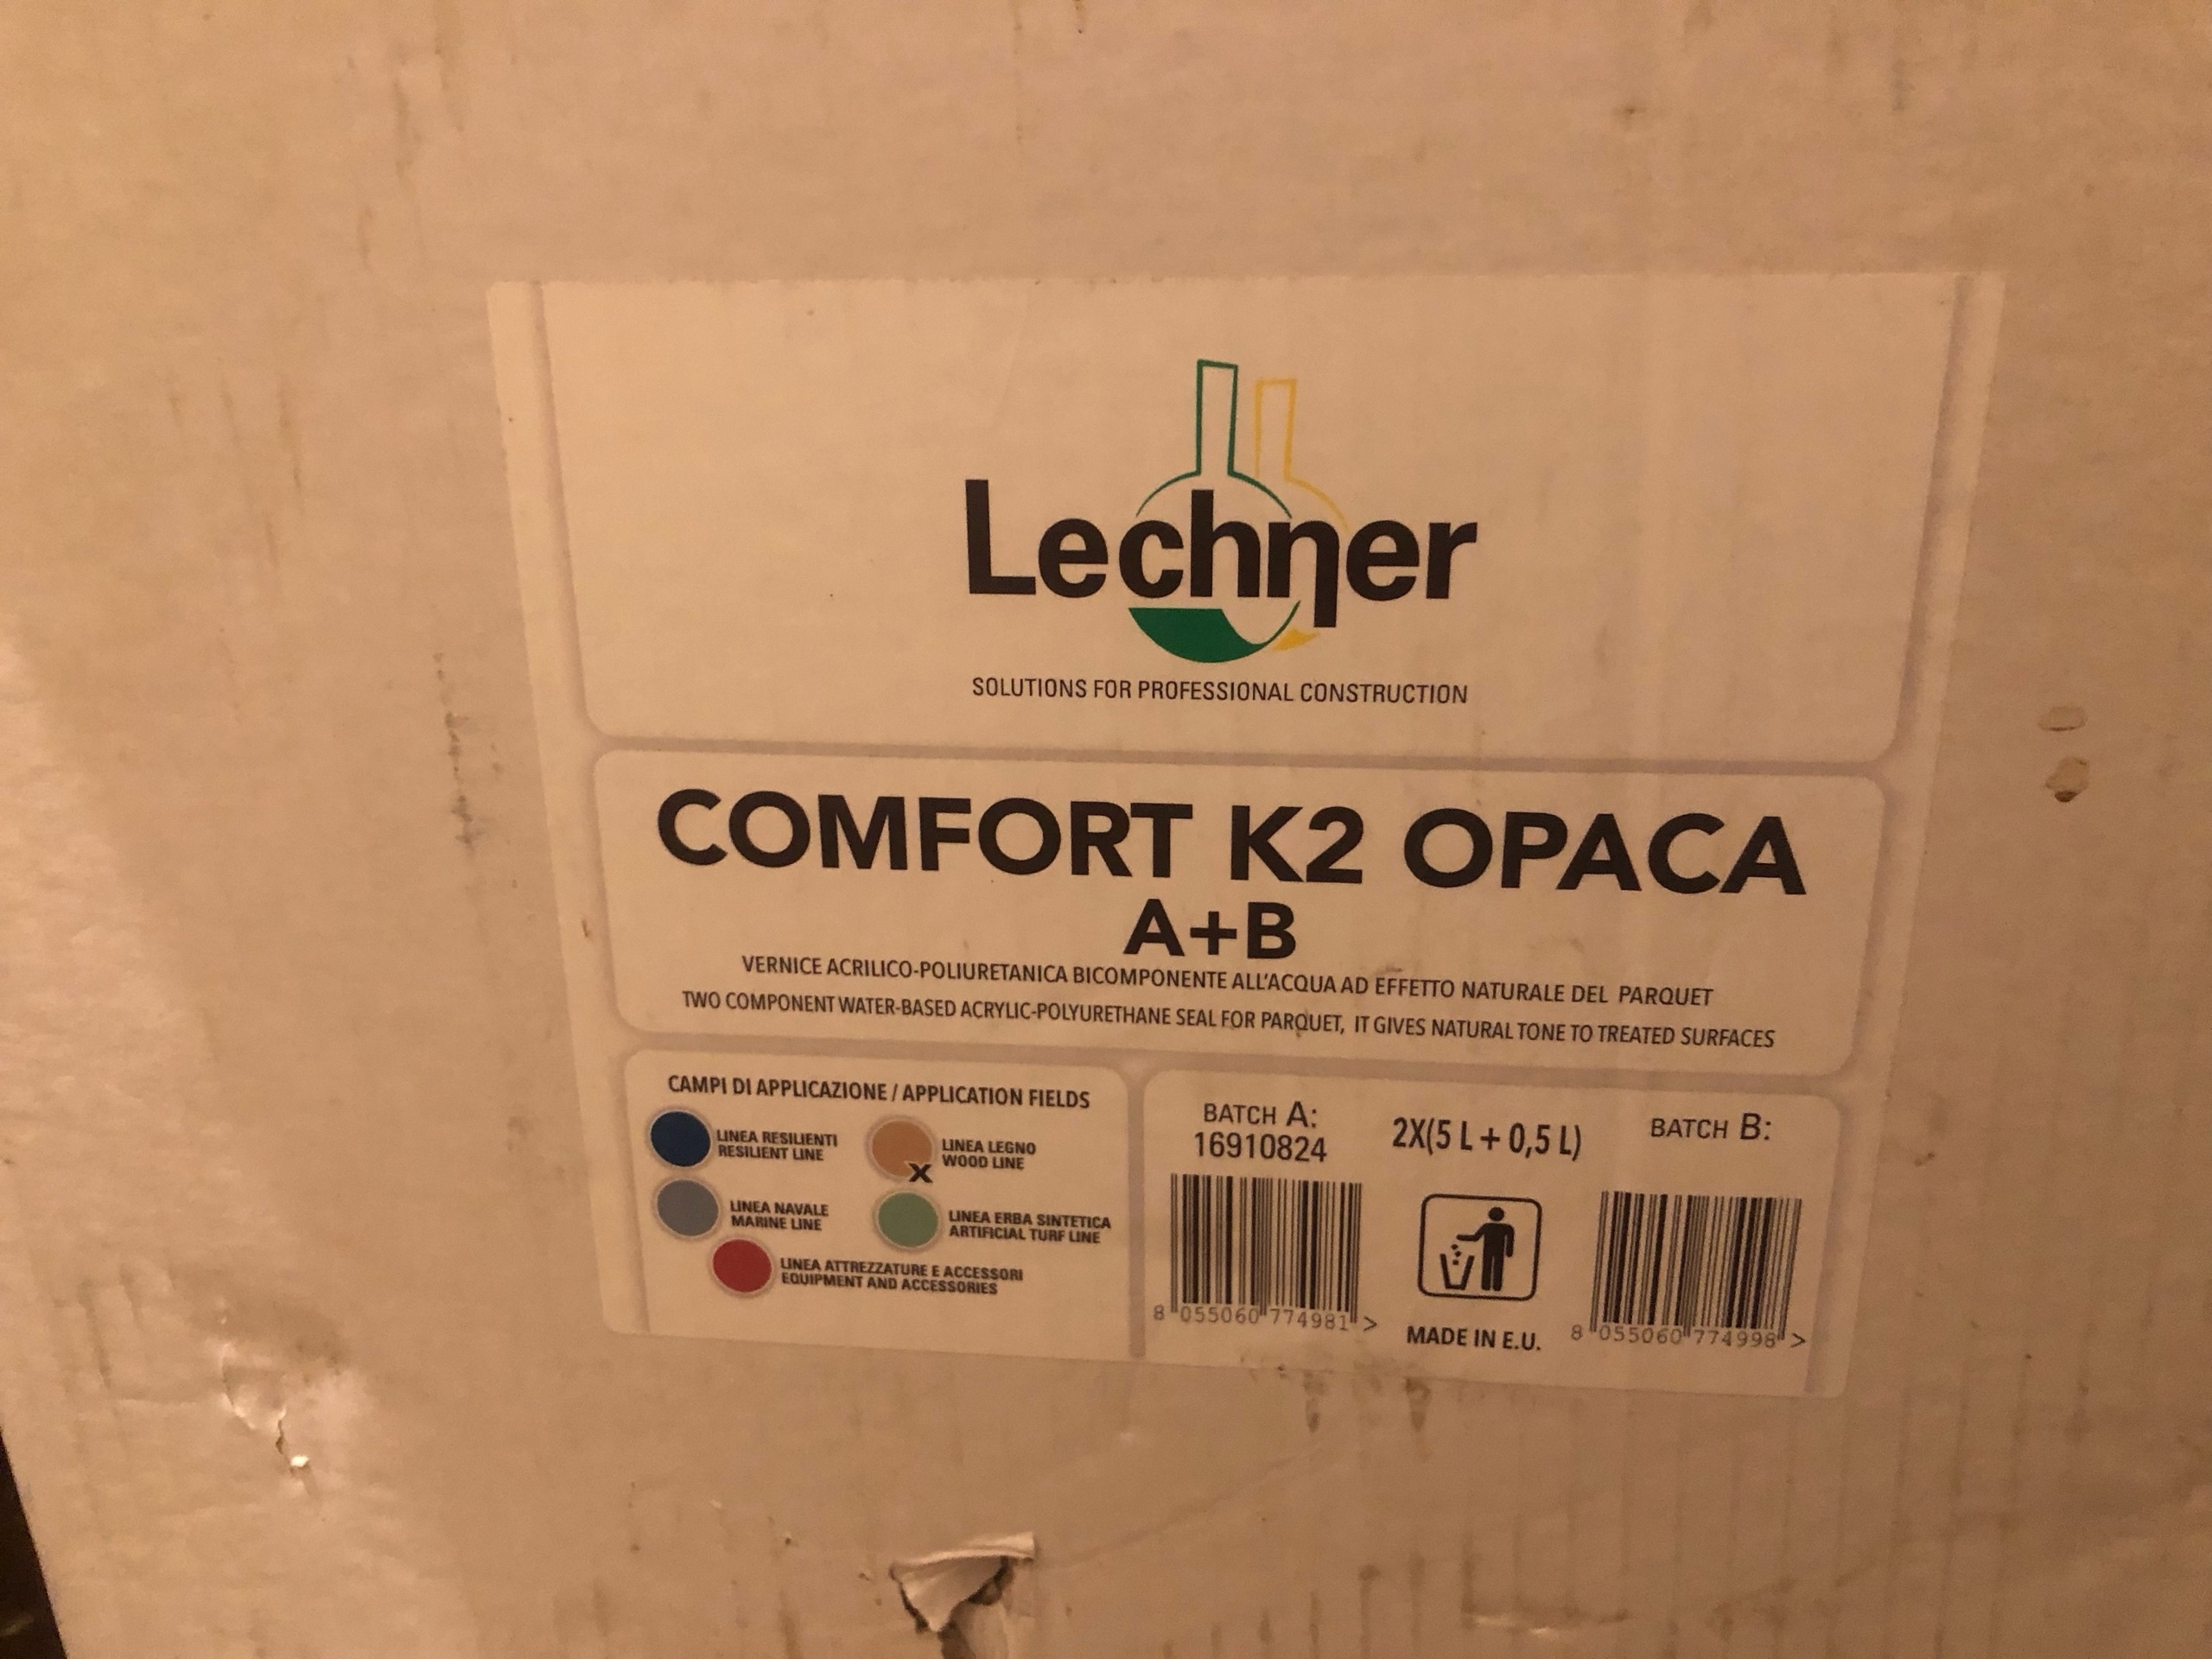 Lechner
SOLUTIONS FOR PROFESSIONAL CONSTRUCTION
COMFORT K2 OPACA
A+B
VERNICE ACRILICO-POLIURETANICA BICOMPONENTE ALL'ACQUA AD EFFETTO NATURALE DEL PARQUET
TWO COMPONENT WATER-BASED ACRYLIC-POLYURETHANE SEAL FOR PARQUET, IT GIVES NATURAL TONE TO TREATED SURFACES
CAMPI DI APPLICAZIONE / APPLICATION FIELDS
LINEA RESILIENTI
RESILIENT LINE
LINEA LEGNO
WOOD LINE
X
LINEA NAVALE
MARINE LINE
LINEA ERBA SINTETICA
ARTIFICIAL TURF LINE
LINEA ATTREZZATURE E ACCESSORI
EQUIPMENT AND ACCESSORIES
BATCH A:
16910824
2X(5 L + 0,5 L)
BATCH B:
8 055060 774981 >
MADE IN E.U.
8 055060 774998 >